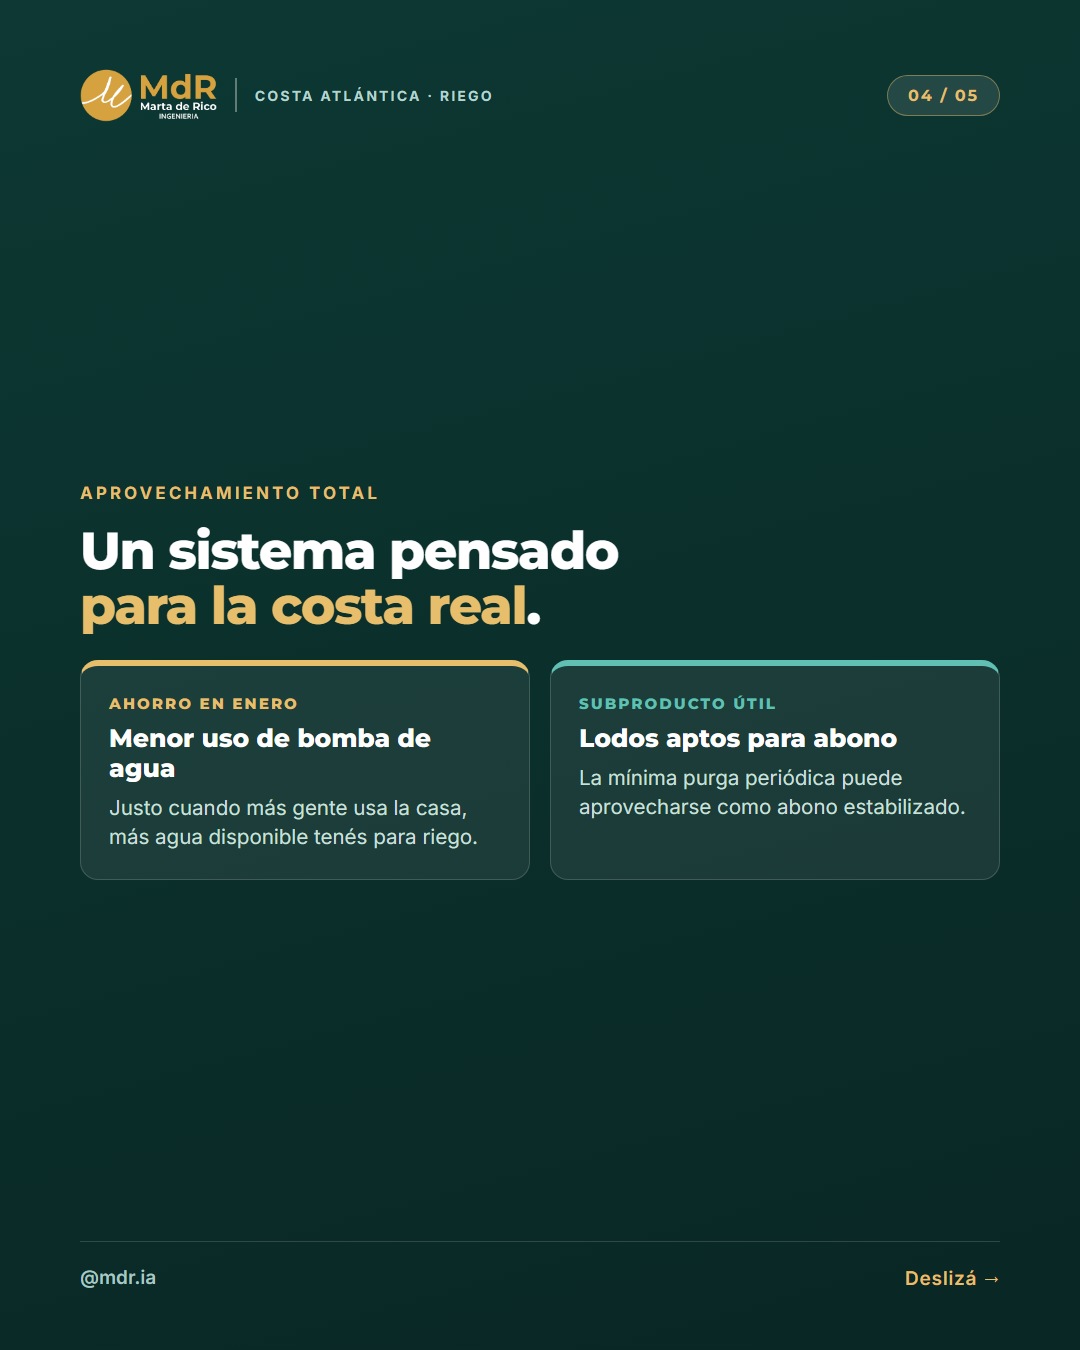 MdR
Marta de Rico
INGENIERIA
COSTA ATLÁNTICA · RIEGO
04 / 05
APROVECHAMIENTO TOTAL
Un sistema pensado
para la costa real.
AHORRO EN ENERO
Menor uso de bomba de
agua
Justo cuando más gente usa la casa,
más agua disponible tenés para riego.
SUBPRODUCTO ÚTIL
Lodos aptos para abono
La mínima purga periódica puede
aprovecharse como abono estabilizado.
@mdr.ia
Deslizá →